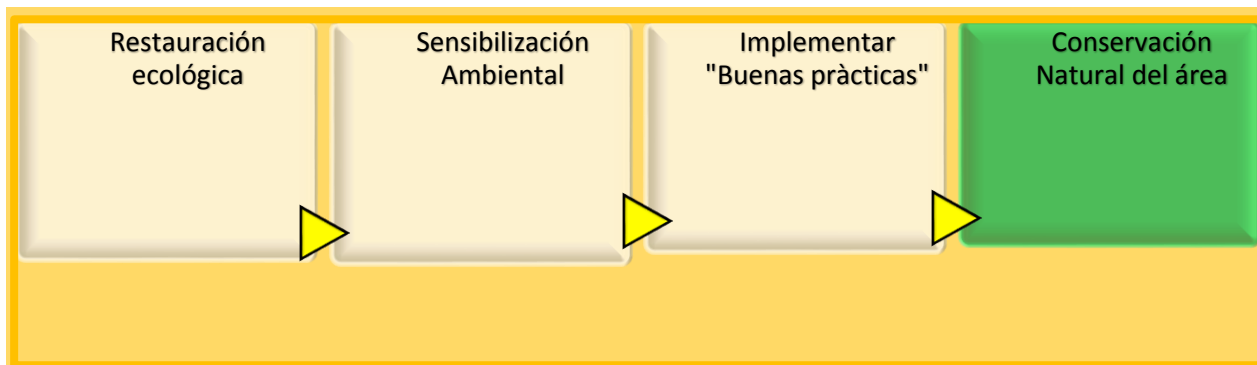 Restauración
ecológica
Sensibilización
Ambiental
Implementar
"Buenas pràcticas"
Conservación
Natural del área